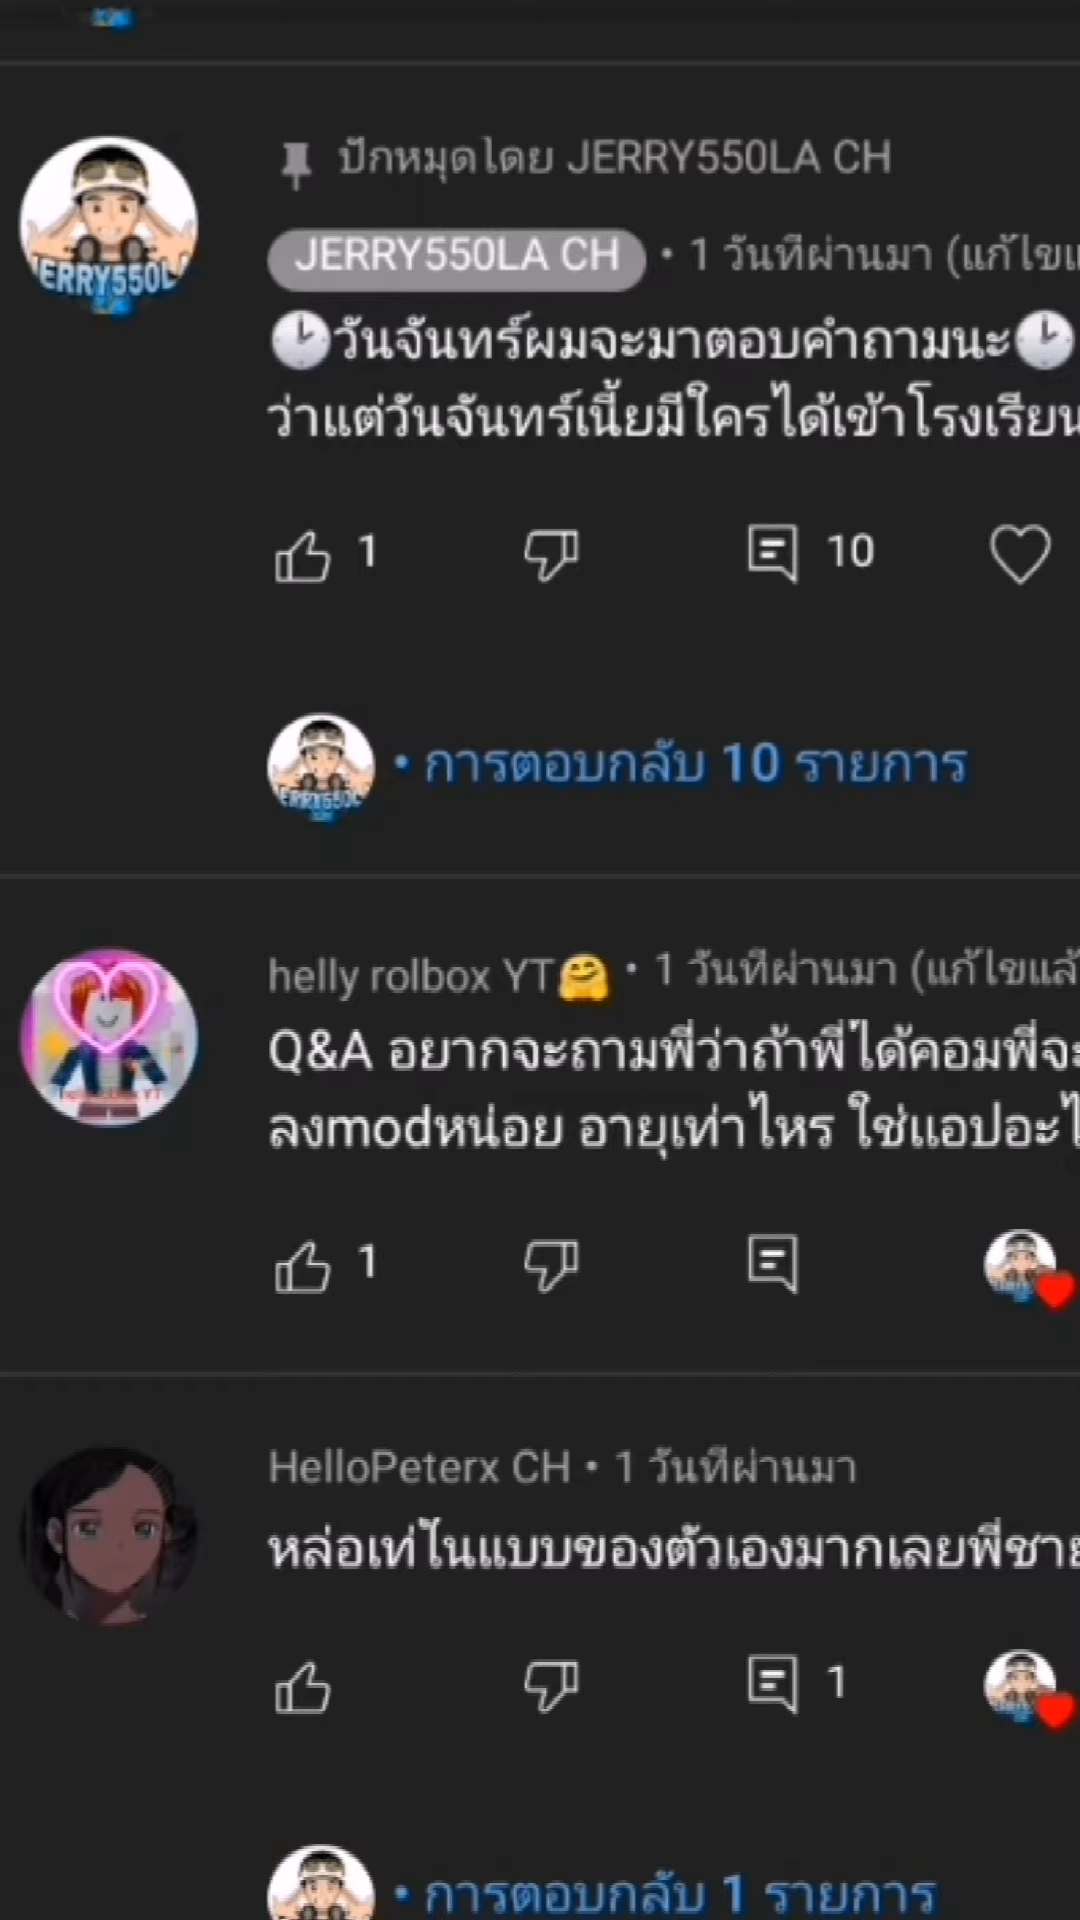 ปักหมุดโดย JERRY550LA CH
JERRY550LA CH • 1 วันที่ผ่านมา (แก้ไขแ
🕑วันจันทร์ผมจะมาตอบคำถามนะ🕑
ว่าแต่วันจันทร์เนี้ยมีใครได้เข้าโรงเรียน
1
10
• การตอบกลับ 10 รายการ
helly rolbox YT🤗 • 1 วันที่ผ่านมา (แก้ไขแล้
Q&A อยากจะถามพี่ว่าถ้าพี่ได้คอมพี่จะ
ลงmodหน่อย อายุเท่าไหร ใช่แอปอะไ
1
HelloPeterx CH • 1 วันที่ผ่านมา
หล่อเท่ไนแบบของตัวเองมากเลยพี่ชาย
1
• การตอบกลับ 1 รายการ